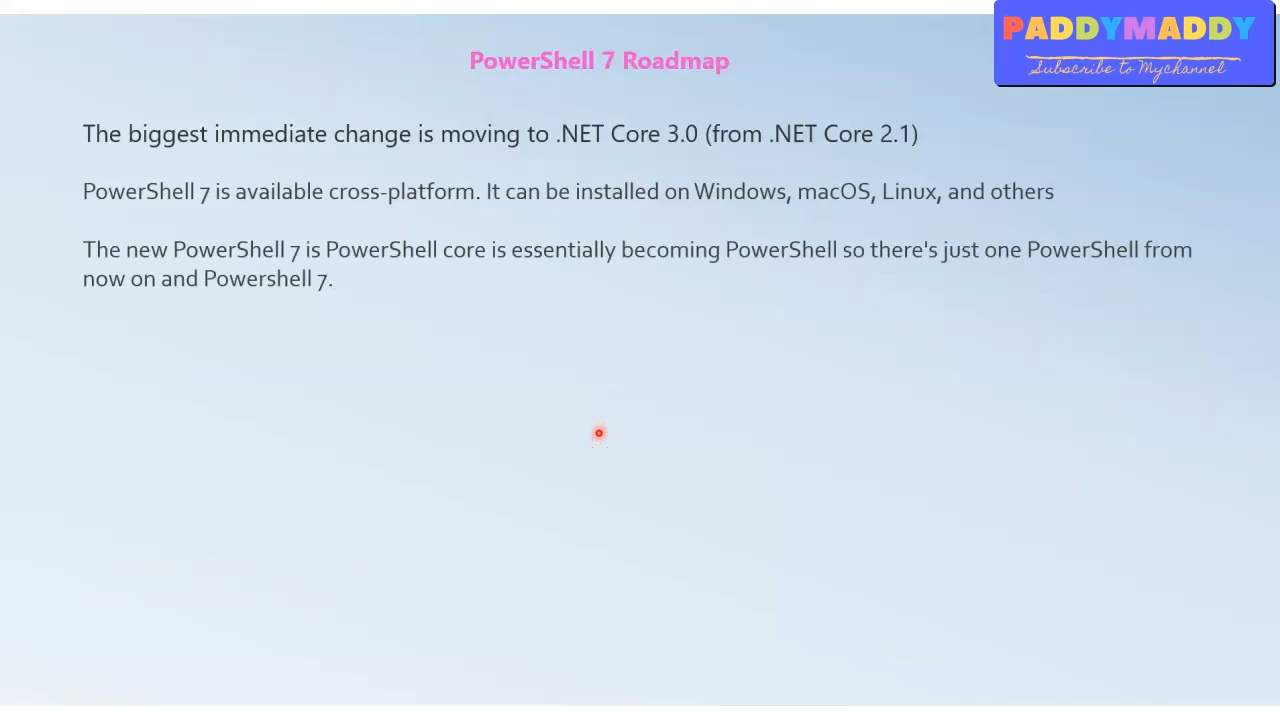 PADDYMADDY
Subscribe to Mychannel
PowerShell 7 Roadmap
The biggest immediate change is moving to .NET Core 3.0 (from .NET Core 2.1)
PowerShell 7 is available cross-platform. It can be installed on Windows, macOS, Linux, and others
The new PowerShell 7 is PowerShell core is essentially becoming PowerShell so there's just one PowerShell from
now on and Powershell 7.